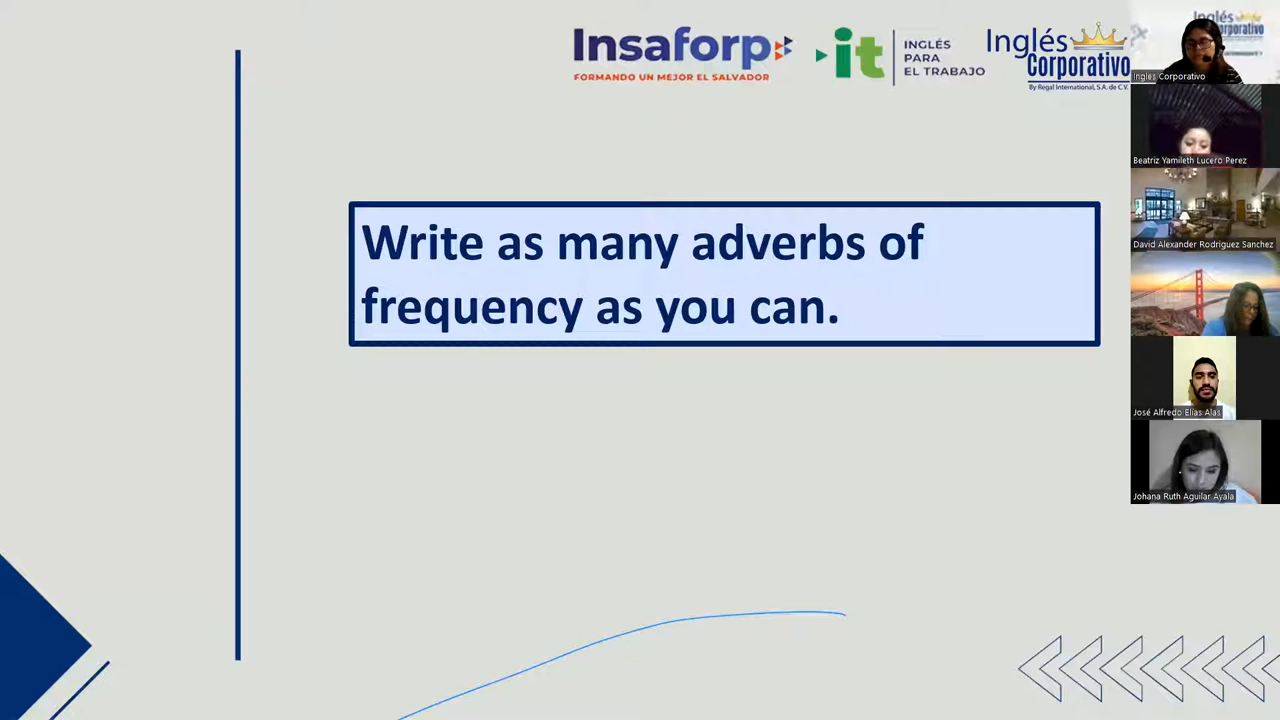 Insaforp
FORMANDO UN MEJOR EL SALVADOR
it
INGLÉS
PARA
EL TRABAJO
Inglés
Corporativo
By Regal International, S.A. de C.V.
Write as many adverbs of
frequency as you can.
Inglés
Corporativo
Ingles Corporativo
Beatriz Yamileth Lucero Perez
David Alexander Rodriguez Sanchez
José Alfredo Elías Alas
Johana Ruth Aguilar Ayala